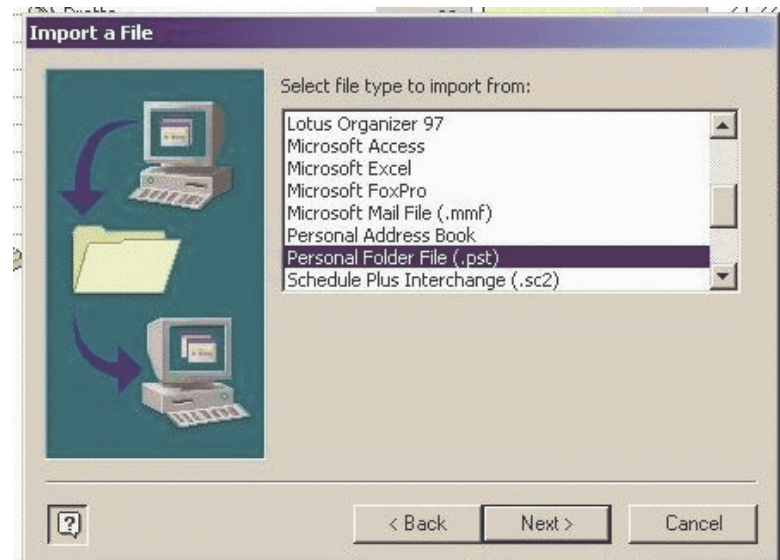 Import a File
Select file type to import from:
Lotus Organizer 97
Microsoft Access
Microsoft Excel
Microsoft FoxPro
Microsoft Mail File (.mmf)
Personal Address Book
Personal Folder File (.pst)
Schedule Plus Interchange (.sc2)
?
< Back
Next >
Cancel